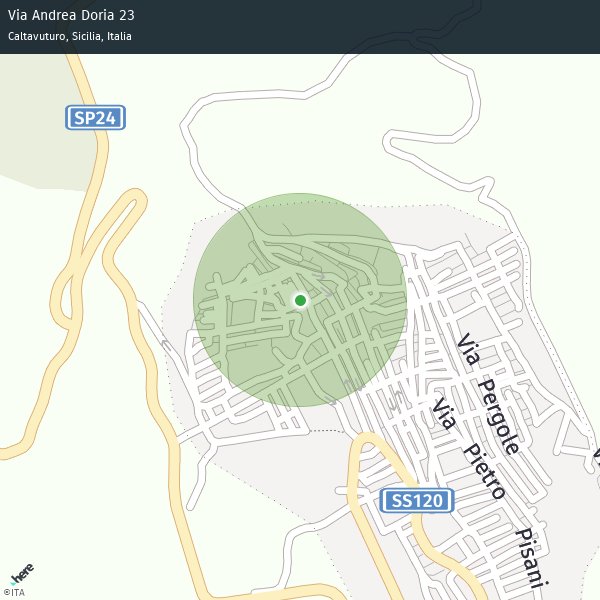 Via Andrea Doria 23
Caltavuturo, Sicilia, Italia
SP24
Via Pergole
Via Pietro Pisani
SS120
V
here
©ITA